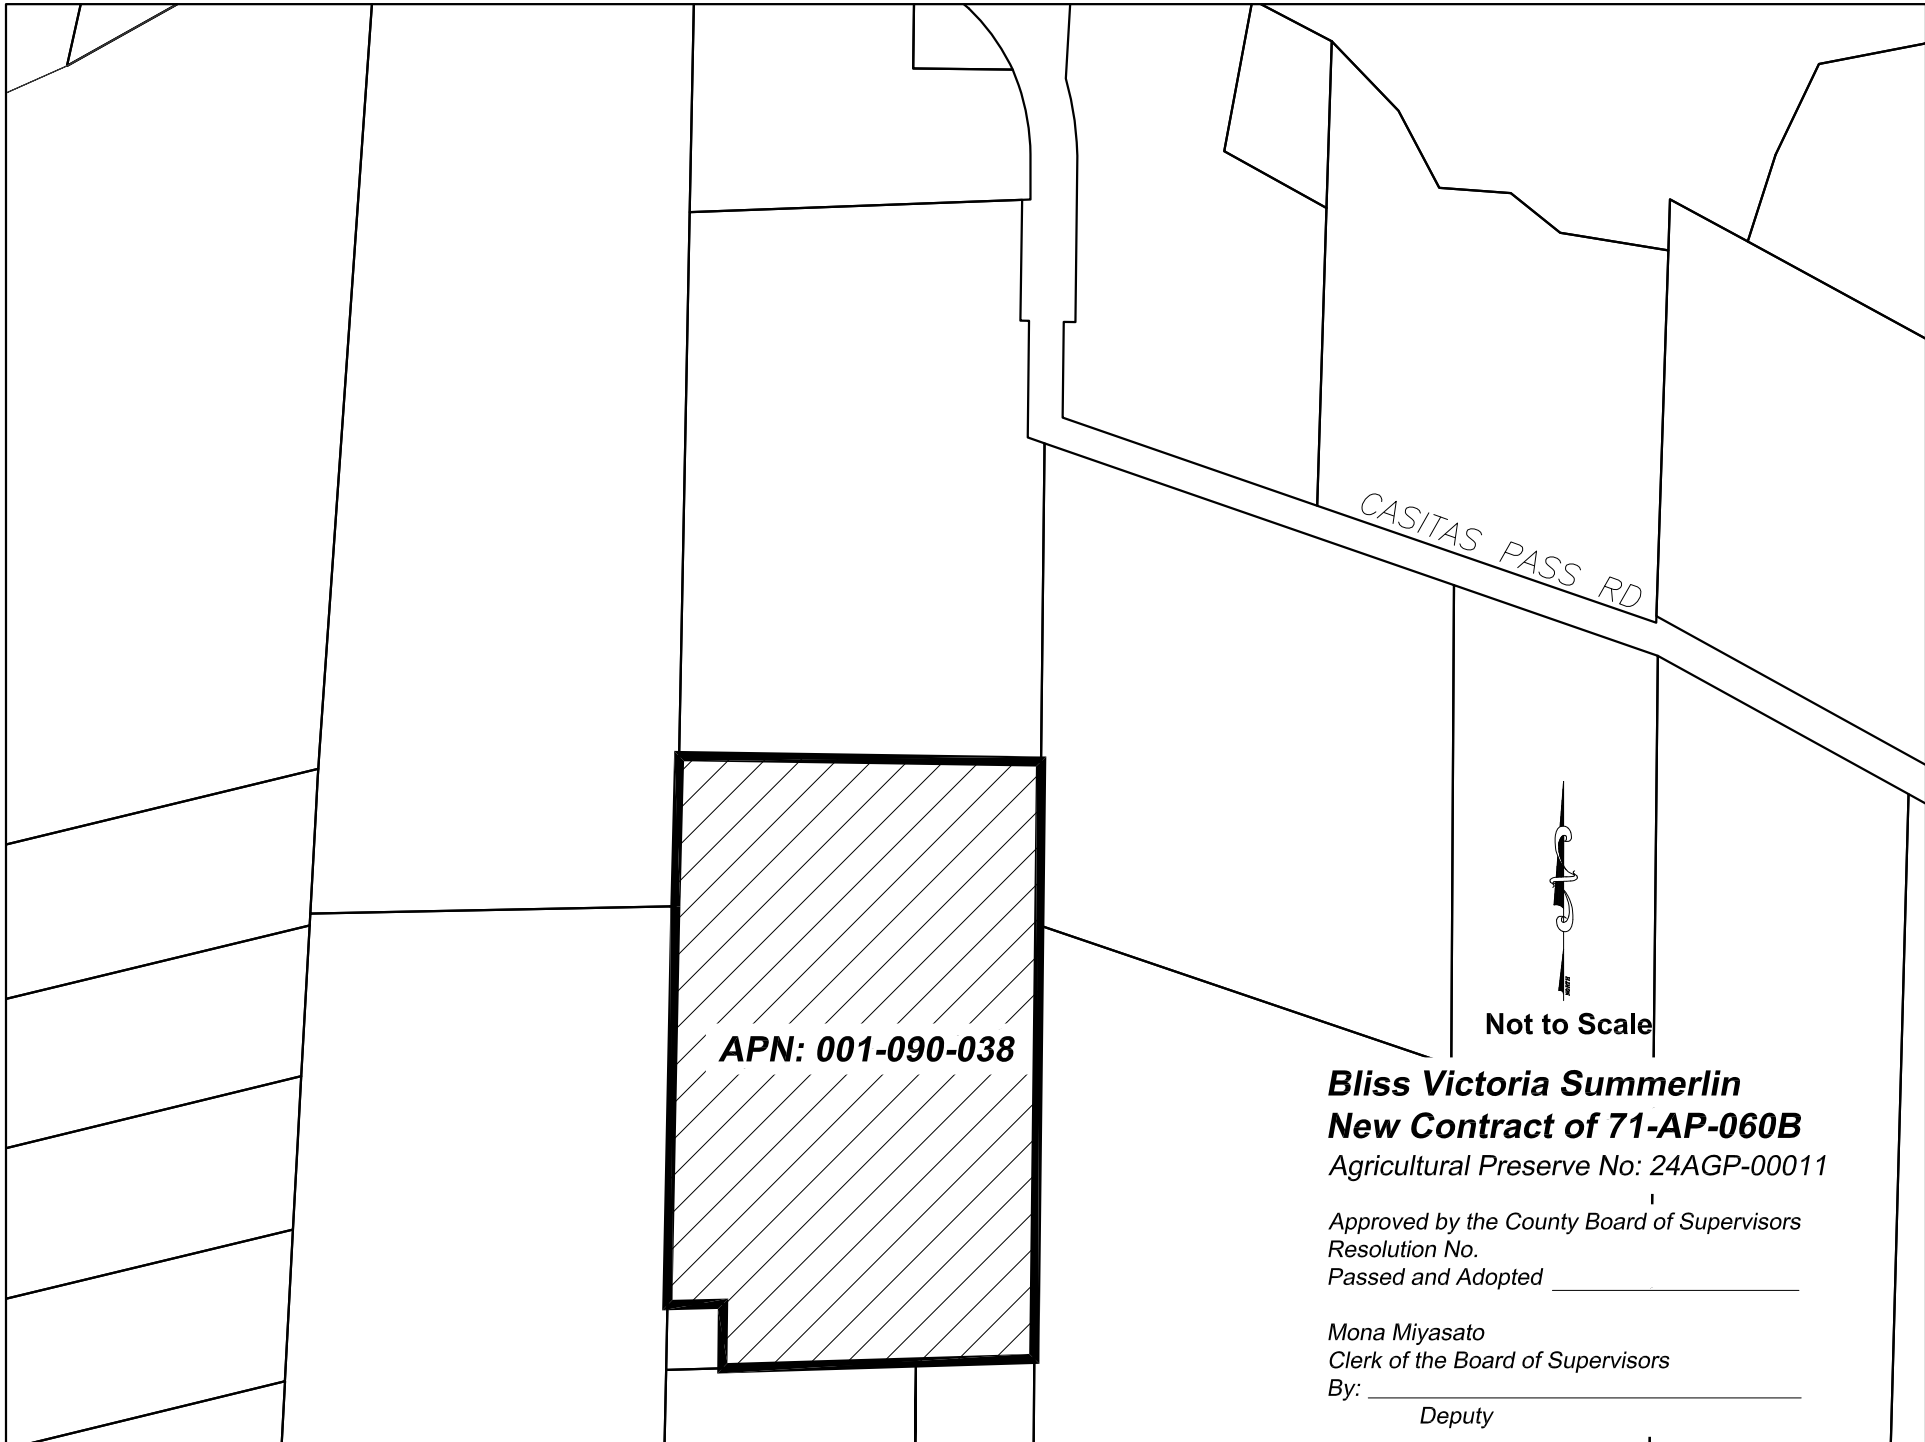 CASITAS PASS RD
APN: 001-090-038
NORTH
Not to Scale
Bliss Victoria Summerlin
New Contract of 71-AP-060B
Agricultural Preserve No: 24AGP-00011
Approved by the County Board of Supervisors
Resolution No.
Passed and Adopted
Mona Miyasato
Clerk of the Board of Supervisors
By:
Deputy